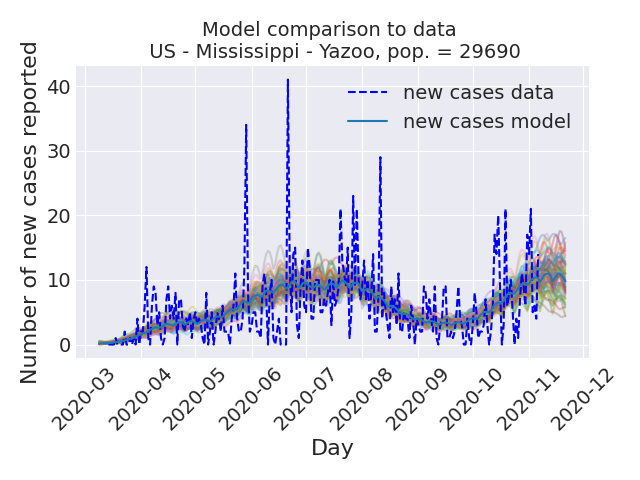 Model comparison to data
US - Mississippi - Yazoo, pop. = 29690
Number of new cases reported
40
30
20
10
0
new cases data
new cases model
2020-03
2020-04
2020-05
2020-06
2020-07
2020-08
2020-09
2020-10
2020-11
2020-12
Day